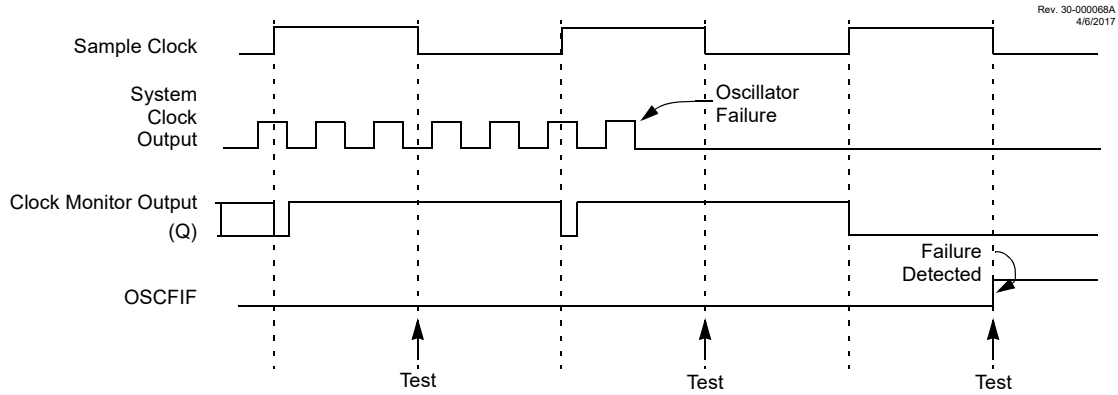 Rev. 30-000068A
4/6/2017
Sample Clock
System
Clock
Output
Oscillator
Failure
Clock Monitor Output
(Q)
Failure
Detected
OSCFIF
Test
Test
Test